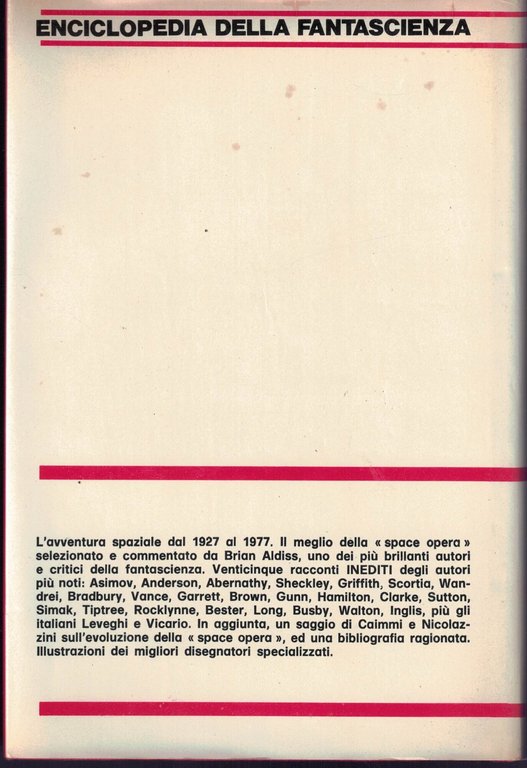 ENCICLOPEDIA DELLA FANTASCIENZA
L'avventura spaziale dal 1927 al 1977. Il meglio della « space opera »
selezionato e commentato da Brian Aldiss, uno dei più brillanti autori
e critici della fantascienza. Venticinque racconti INEDITI degli autori
più noti: Asimov, Anderson, Abernathy, Sheckley, Griffith, Scortia, Wan-
drei, Bradbury, Vance, Garrett, Brown, Gunn, Hamilton, Clarke, Sutton,
Simak, Tiptree, Rocklynne, Bester, Long, Busby, Walton, Inglis, più gli
italiani Leveghi e Vicario. In aggiunta, un saggio di Caimmi e Nicolaz-
zini sull'evoluzione della « space opera », ed una bibliografia ragionata.
Illustrazioni dei migliori disegnatori specializzati.